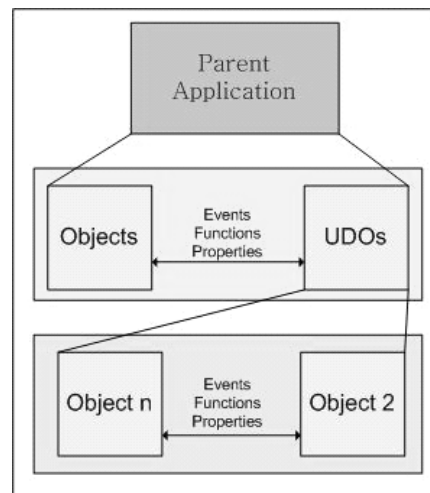 Parent
Application
Objects
Events
Functions
Properties
UDOs
Object n
Events
Functions
Properties
Object 2